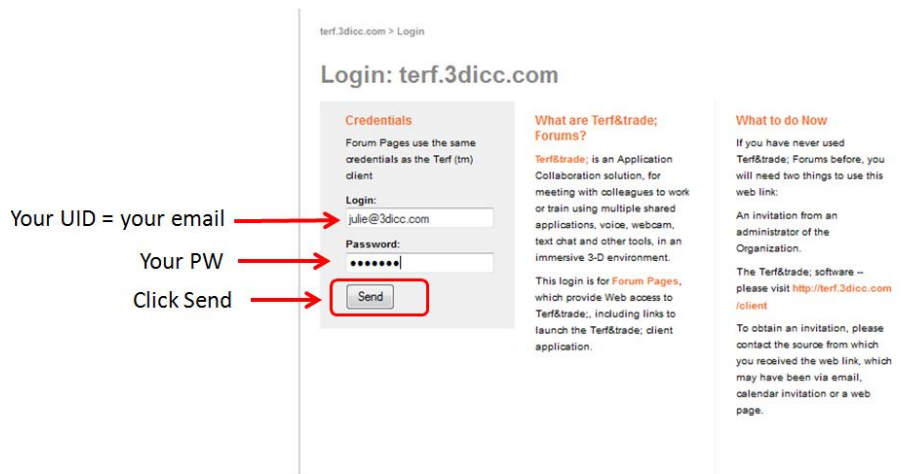 terf.3dicc.com > Login
Login: terf.3dicc.com
Credentials
Forum Pages use the same
credentials as the Terf (tm)
client
Login:
Your UID = your email
julie@3dicc.com
Password:
Your PW
•••••••
Click Send
Send
What are Terf&trade;
Forums?
Terf&trade; is an Application
Collaboration solution, for
meeting with colleagues to work
or train using multiple shared
applications, voice, webcam,
text chat and other tools, in an
immersive 3-D environment.
This login is for Forum Pages,
which provide Web access to
Terf&trade;, including links to
launch the Terf&trade; client
application.
What to do Now
If you have never used
Terf&trade; Forums before, you
will need two things to use this
web link:
An invitation from an
administrator of the
Organization.
The Terf&trade; software --
please visit http://terf.3dicc.com
/client
To obtain an invitation, please
contact the source from which
you received the web link, which
may have been via email,
calendar invitation or a web
page.